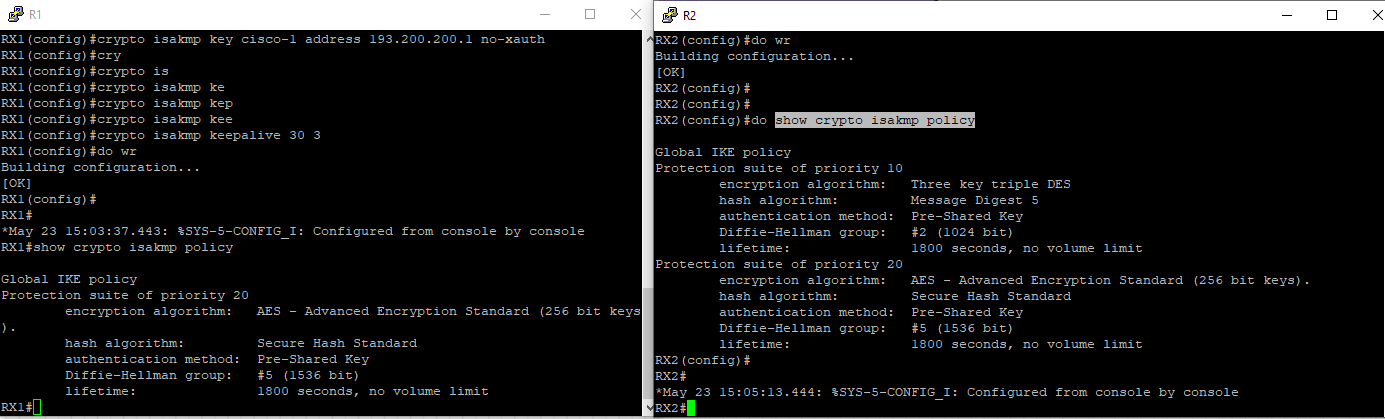 R1
RX1(config)#crypto isakmp key cisco-1 address 193.200.200.1 no-xauth
RX1(config)#cry
RX1(config)#crypto is
RX1(config)#crypto isakmp ke
RX1(config)#crypto isakmp kep
RX1(config)#crypto isakmp kee
RX1(config)#crypto isakmp keepalive 30 3
RX1(config)#do wr
Building configuration...
[OK]
RX1(config)#
RX1#
*May 23 15:03:37.443: %SYS-5-CONFIG_I: Configured from console by console
RX1#show crypto isakmp policy
Global IKE policy
Protection suite of priority 20
encryption algorithm:   AES - Advanced Encryption Standard (256 bit keys
).
hash algorithm:         Secure Hash Standard
authentication method:  Pre-Shared Key
Diffie-Hellman group:   #5 (1536 bit)
lifetime:               1800 seconds, no volume limit
RX1#
R2
RX2(config)#do wr
Building configuration...
[OK]
RX2(config)#
RX2(config)#
RX2(config)#do show crypto isakmp policy
Global IKE policy
Protection suite of priority 10
encryption algorithm:   Three key triple DES
hash algorithm:         Message Digest 5
authentication method:  Pre-Shared Key
Diffie-Hellman group:   #2 (1024 bit)
lifetime:               1800 seconds, no volume limit
Protection suite of priority 20
encryption algorithm:   AES - Advanced Encryption Standard (256 bit keys).
hash algorithm:         Secure Hash Standard
authentication method:  Pre-Shared Key
Diffie-Hellman group:   #5 (1536 bit)
lifetime:               1800 seconds, no volume limit
RX2(config)#
RX2#
*May 23 15:05:13.444: %SYS-5-CONFIG_I: Configured from console by console
RX2#